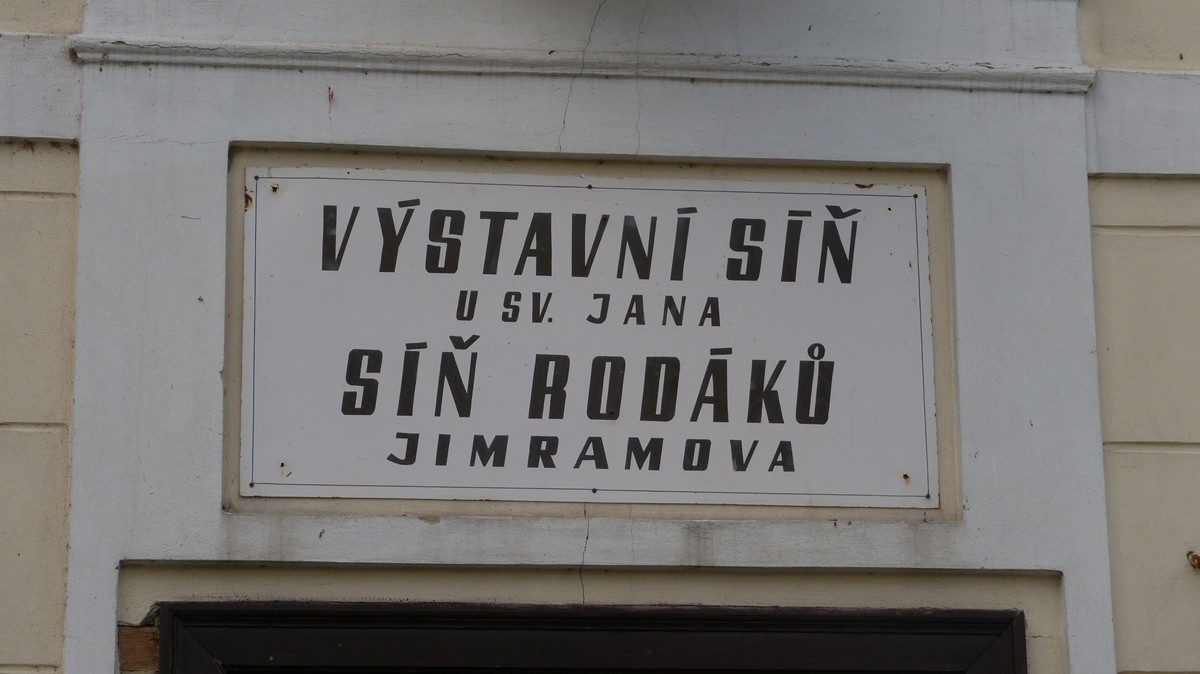 VÝSTAVNÍ SÍŇ
U SV. JANA
SÍŇ RODÁKŮ
JIMRAMOVA